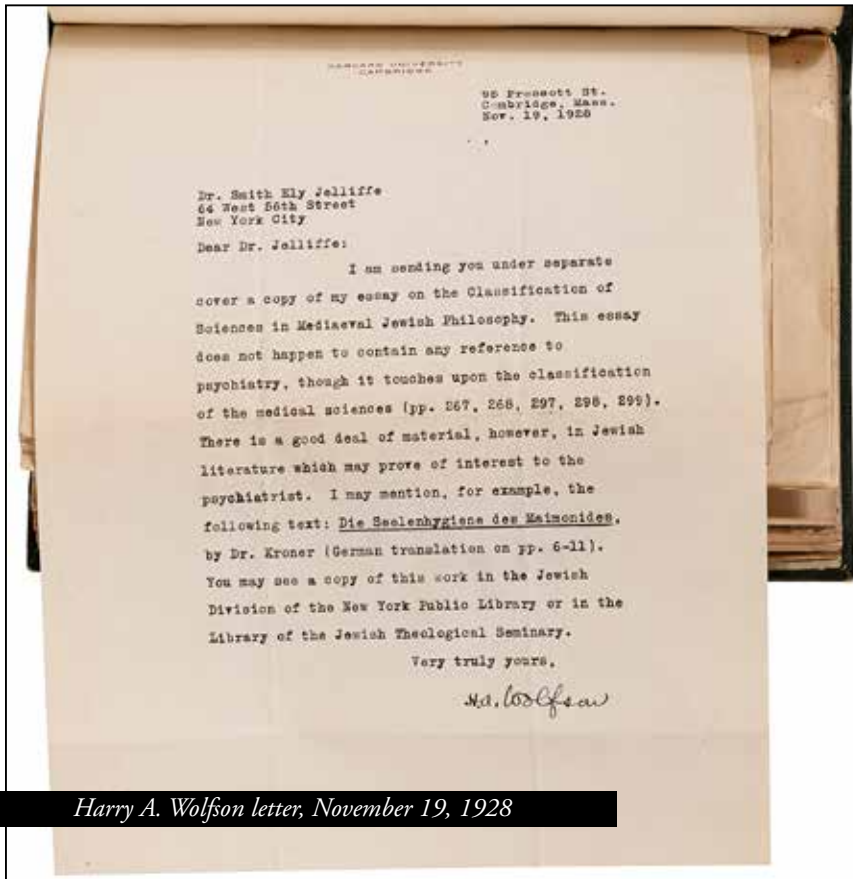 HARVARD UNIVERSITY
CAMBRIDGE
95 Prescott St.
Cambridge, Mass.
Nov. 19, 1928
Dr. Smith Ely Jelliffe
64 West 56th Street
New York City
Dear Dr. Jelliffe:
I am sending you under separate
cover a copy of my essay on the Classification of
Sciences in Mediaeval Jewish Philosophy. This essay
does not happen to contain any reference to
psychiatry, though it touches upon the classification
of the medical sciences (pp. 267, 268, 297, 298, 299).
There is a good deal of material, however, in Jewish
literature which may prove of interest to the
psychiatrist. I may mention, for example, the
following text: Die Seelenhygiene des Maimonides,
by Dr. Kroner (German translation on pp. 6-11).
You may see a copy of this work in the Jewish
Division of the New York Public Library or in the
Library of the Jewish Theological Seminary.
Very truly yours,
H.A. Wolfson
Harry A. Wolfson letter, November 19, 1928